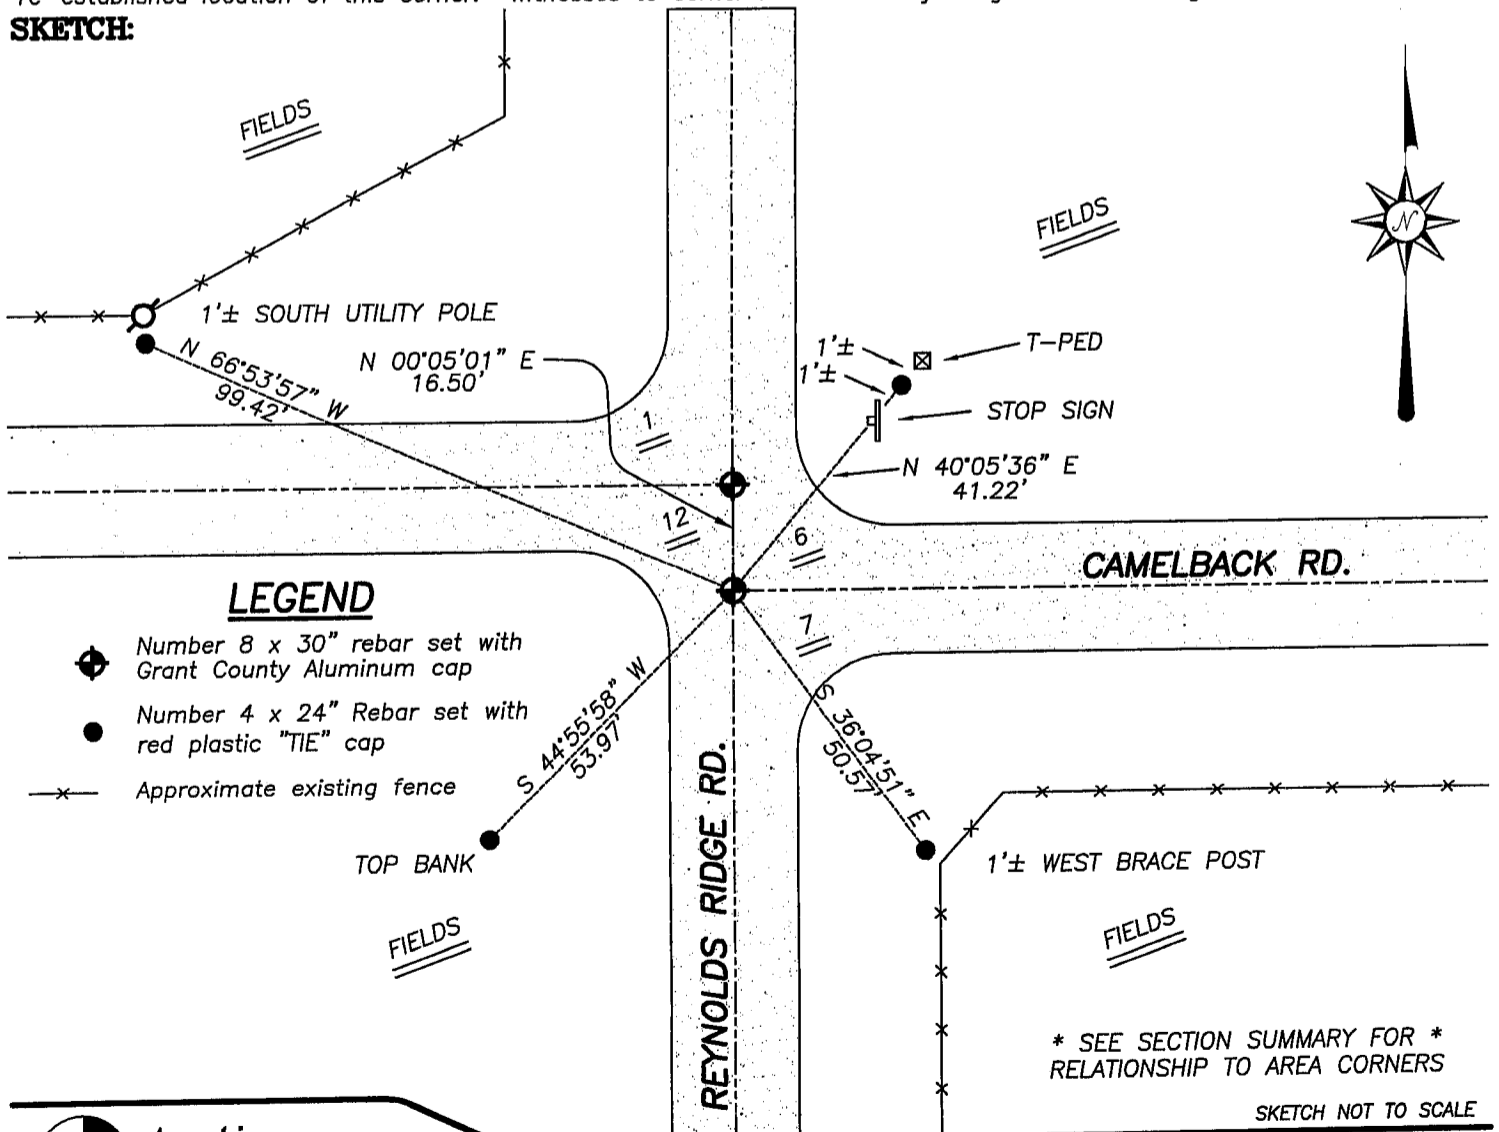 SKETCH:
FIELDS
FIELDS
1'± SOUTH UTILITY POLE
N 66°53'57" W
99.42'
N 00°05'01" E
16.50'
1'±
1'±
T-PED
STOP SIGN
N 40°05'36" E
41.22'
1
12
6
7
CAMELBACK RD.
LEGEND
Number 8 x 30" rebar set with
Grant County Aluminum cap
Number 4 x 24" Rebar set with
red plastic "TIE" cap
Approximate existing fence
S 44°55'58" W
53.97'
S 36°04'51" E
50.57'
TOP BANK
REYNOLDS RIDGE RD.
1'± WEST BRACE POST
FIELDS
FIELDS
* SEE SECTION SUMMARY FOR *
RELATIONSHIP TO AREA CORNERS
SKETCH NOT TO SCALE
N